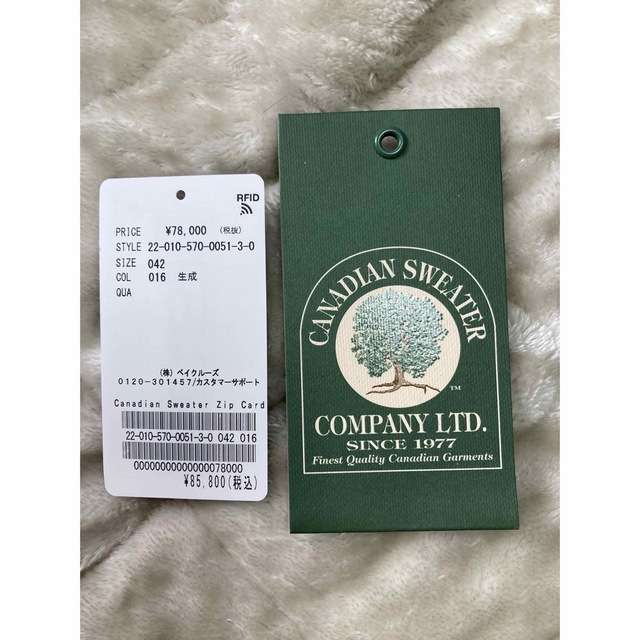 RFID
PRICE ¥78,000 (税抜)
STYLE 22-010-570-0051-3-0
SIZE 042
COL 016 生成
QUA
(株) ベイクルーズ
0120-301457/カスタマーサポート
Canadian Sweater Zip Card
22-010-570-0051-3-0 042 016
00000000000000078000
¥85,800(税込)
CANADIAN SWEATER
TM
COMPANY LTD.
SINCE 1977
Finest Quality Canadian Garments